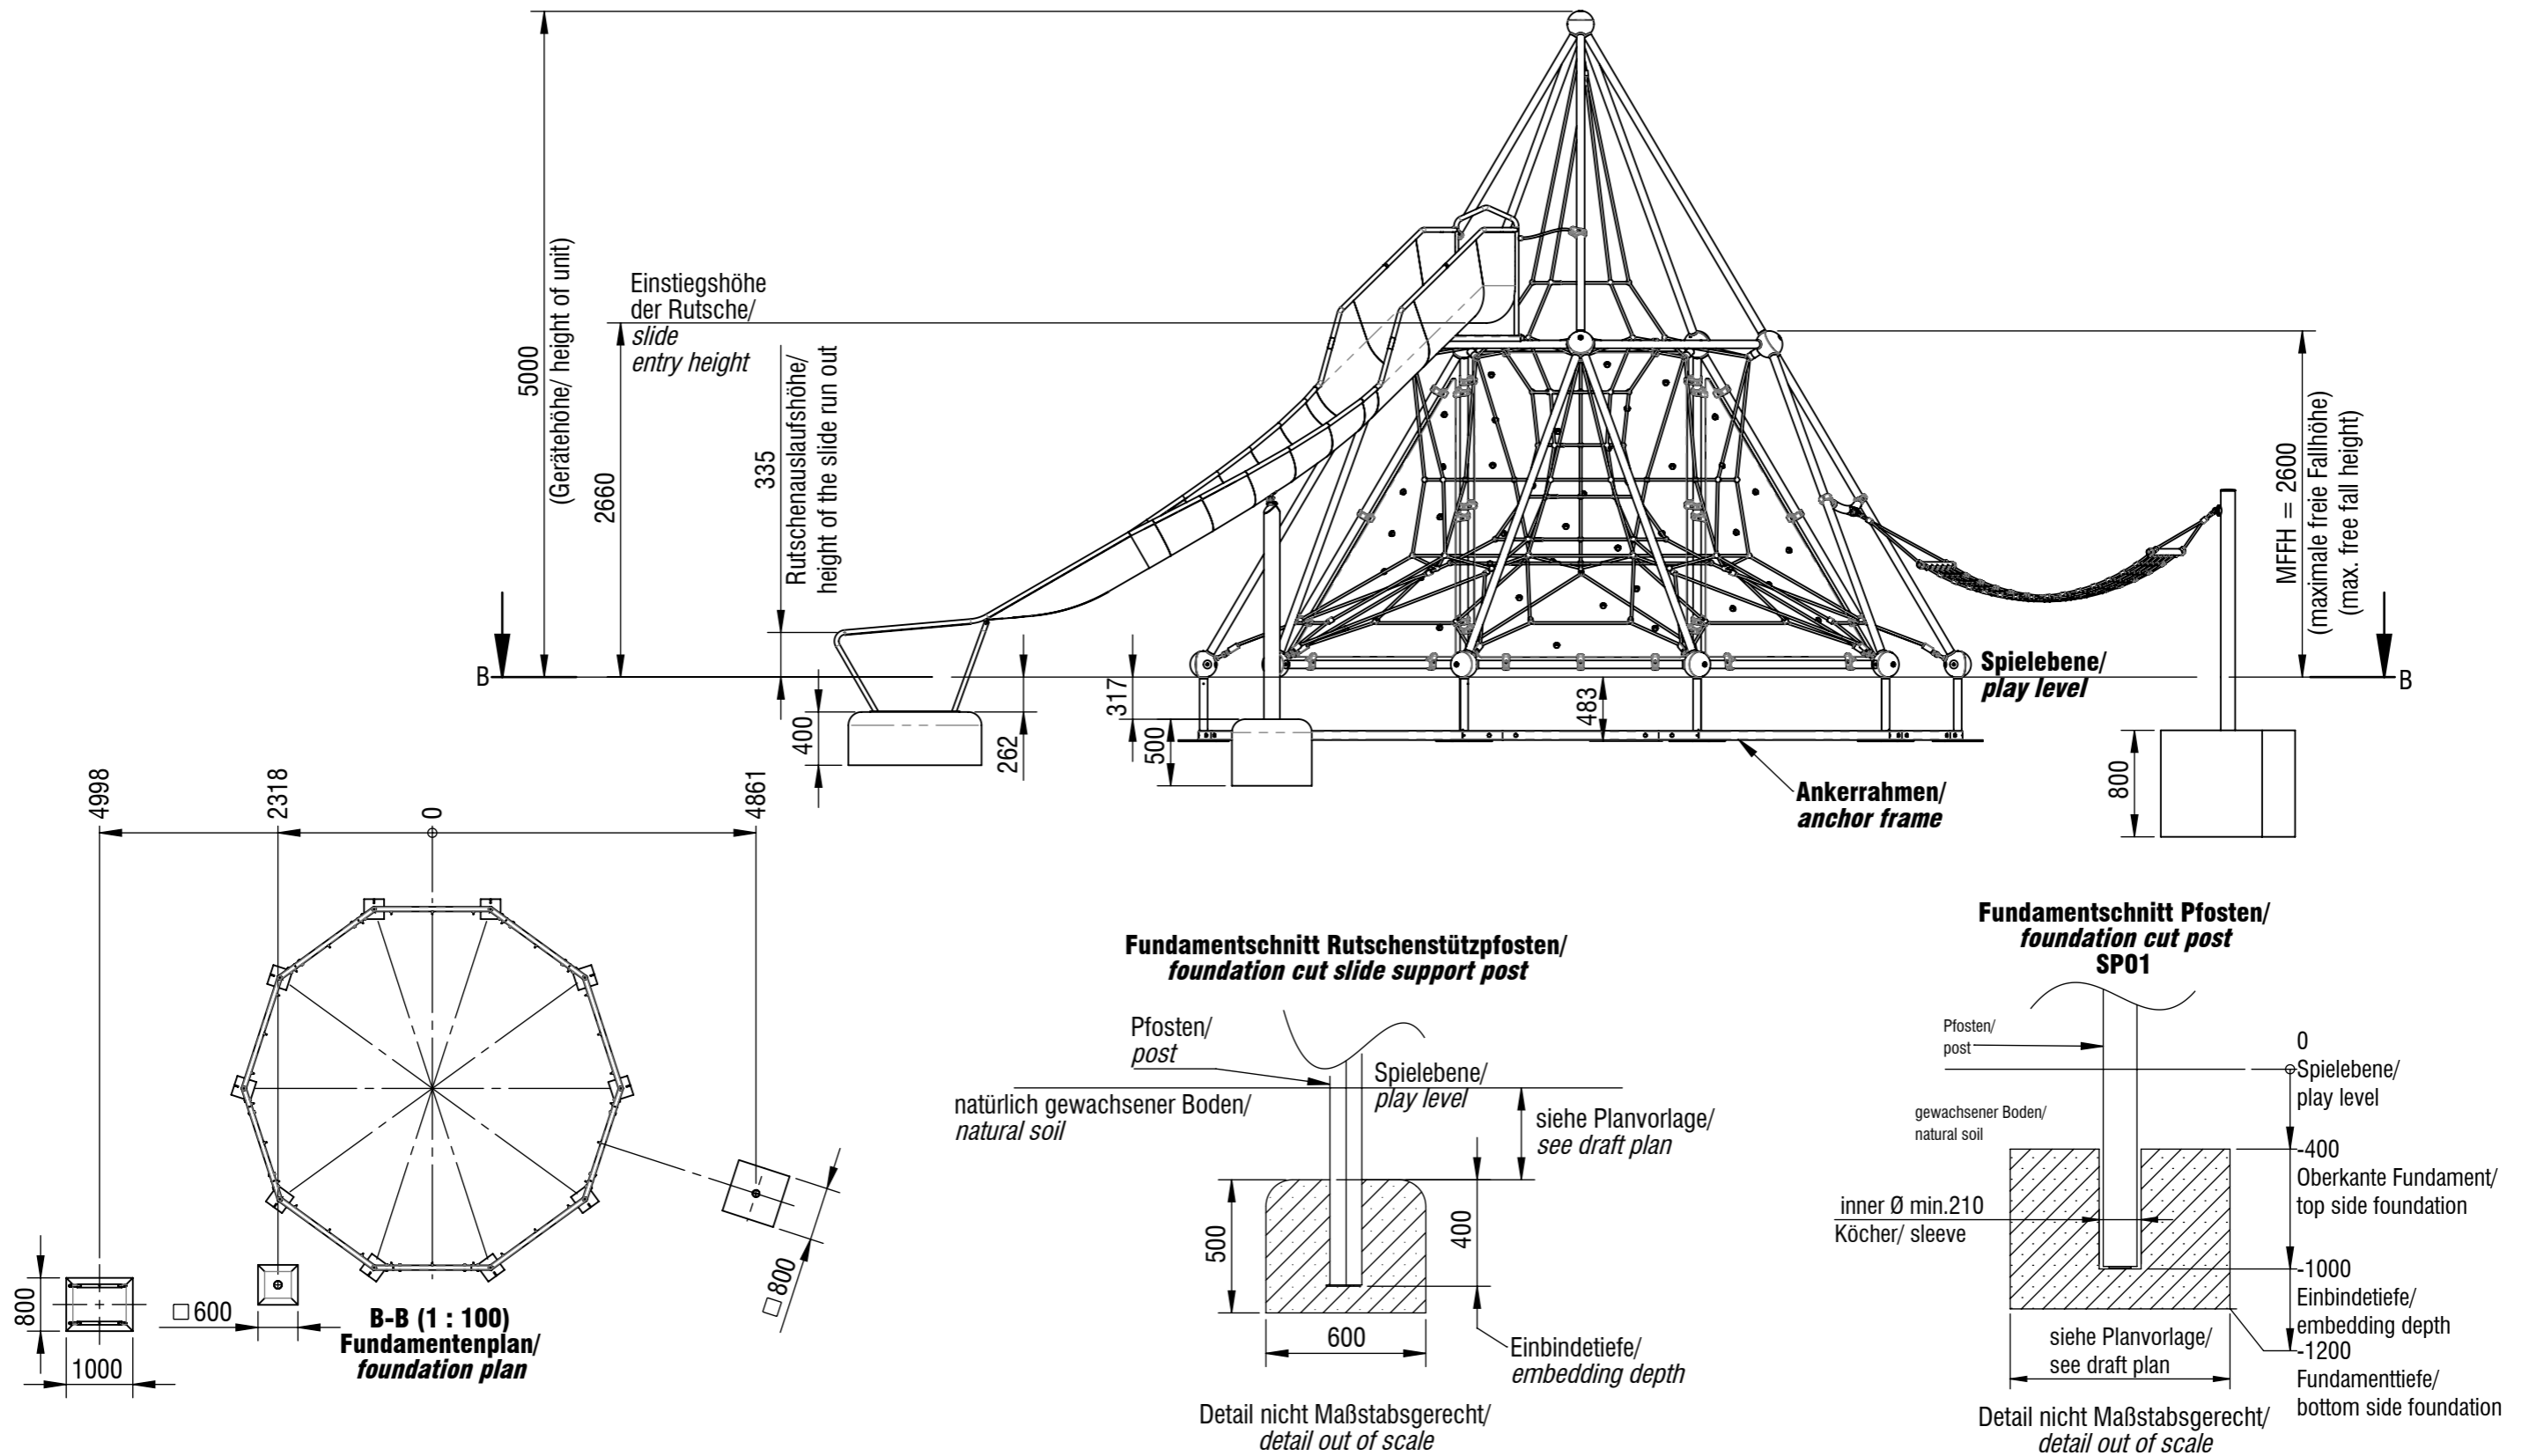 5000
(Gerätehöhe/ height of unit)
Einstiegshöhe
der Rutsche/
slide
entry height
2660
335
Rutschenauslaufshöhe/
height of the slide run out
MFFH = 2600
(maximale freie Fallhöhe)
(max. free fall height)
B
B
Spielebene/
play level
317
483
400
262
500
800
Ankerrahmen/
anchor frame
4998
2318
0
4861
800
1000
□ 600
□ 800
B-B (1 : 100)
Fundamentenplan/
foundation plan
Fundamentschnitt Rutschenstützpfosten/
foundation cut slide support post
Pfosten/
post
Spielebene/
play level
natürlich gewachsener Boden/
natural soil
siehe Planvorlage/
see draft plan
500
400
600
Einbindetiefe/
embedding depth
Detail nicht Maßstabsgerecht/
detail out of scale
Fundamentschnitt Pfosten/
foundation cut post
SP01
Pfosten/
post
0
Spielebene/
play level
gewachsener Boden/
natural soil
-400
Oberkante Fundament/
top side foundation
inner Ø min.210
Köcher/ sleeve
-1000
Einbindetiefe/
embedding depth
-1200
Fundamenttiefe/
bottom side foundation
siehe Planvorlage/
see draft plan
Detail nicht Maßstabsgerecht/
detail out of scale